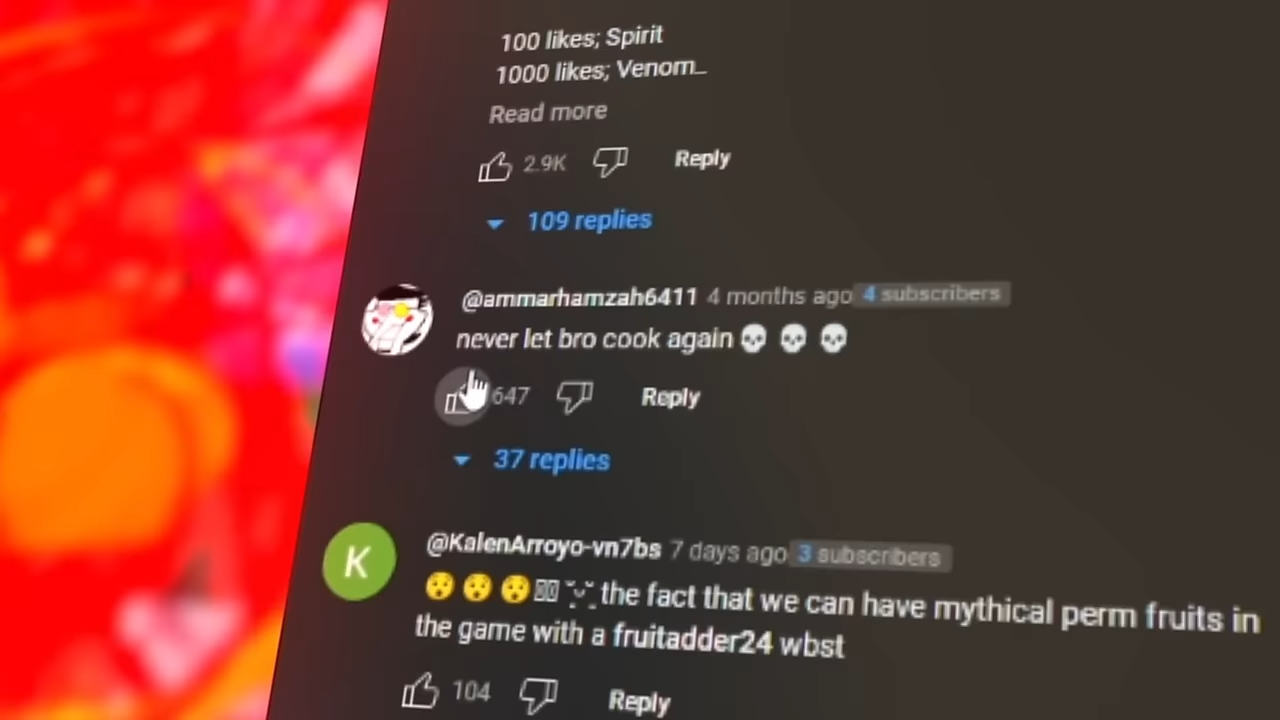 100 likes; Spirit
1000 likes; Venom...
Read more
2.9K Reply
109 replies
@ammarhamzah6411 4 months ago 4 subscribers
never let bro cook again💀 💀 💀
647 Reply
37 replies
K
@KalenArroyo-vn7bs 7 days ago 3 subscribers
😯 😯 😯 the fact that we can have mythical perm fruits in
the game with a fruitadder24 wbst
104 Reply